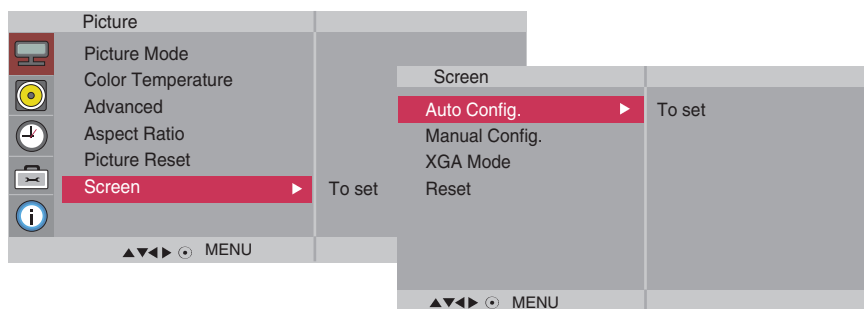 Picture
Picture Mode
Color Temperature
Advanced
Aspect Ratio
Picture Reset
Screen To set
MENU
Screen
Auto Config. To set
Manual Config.
XGA Mode
Reset
MENU